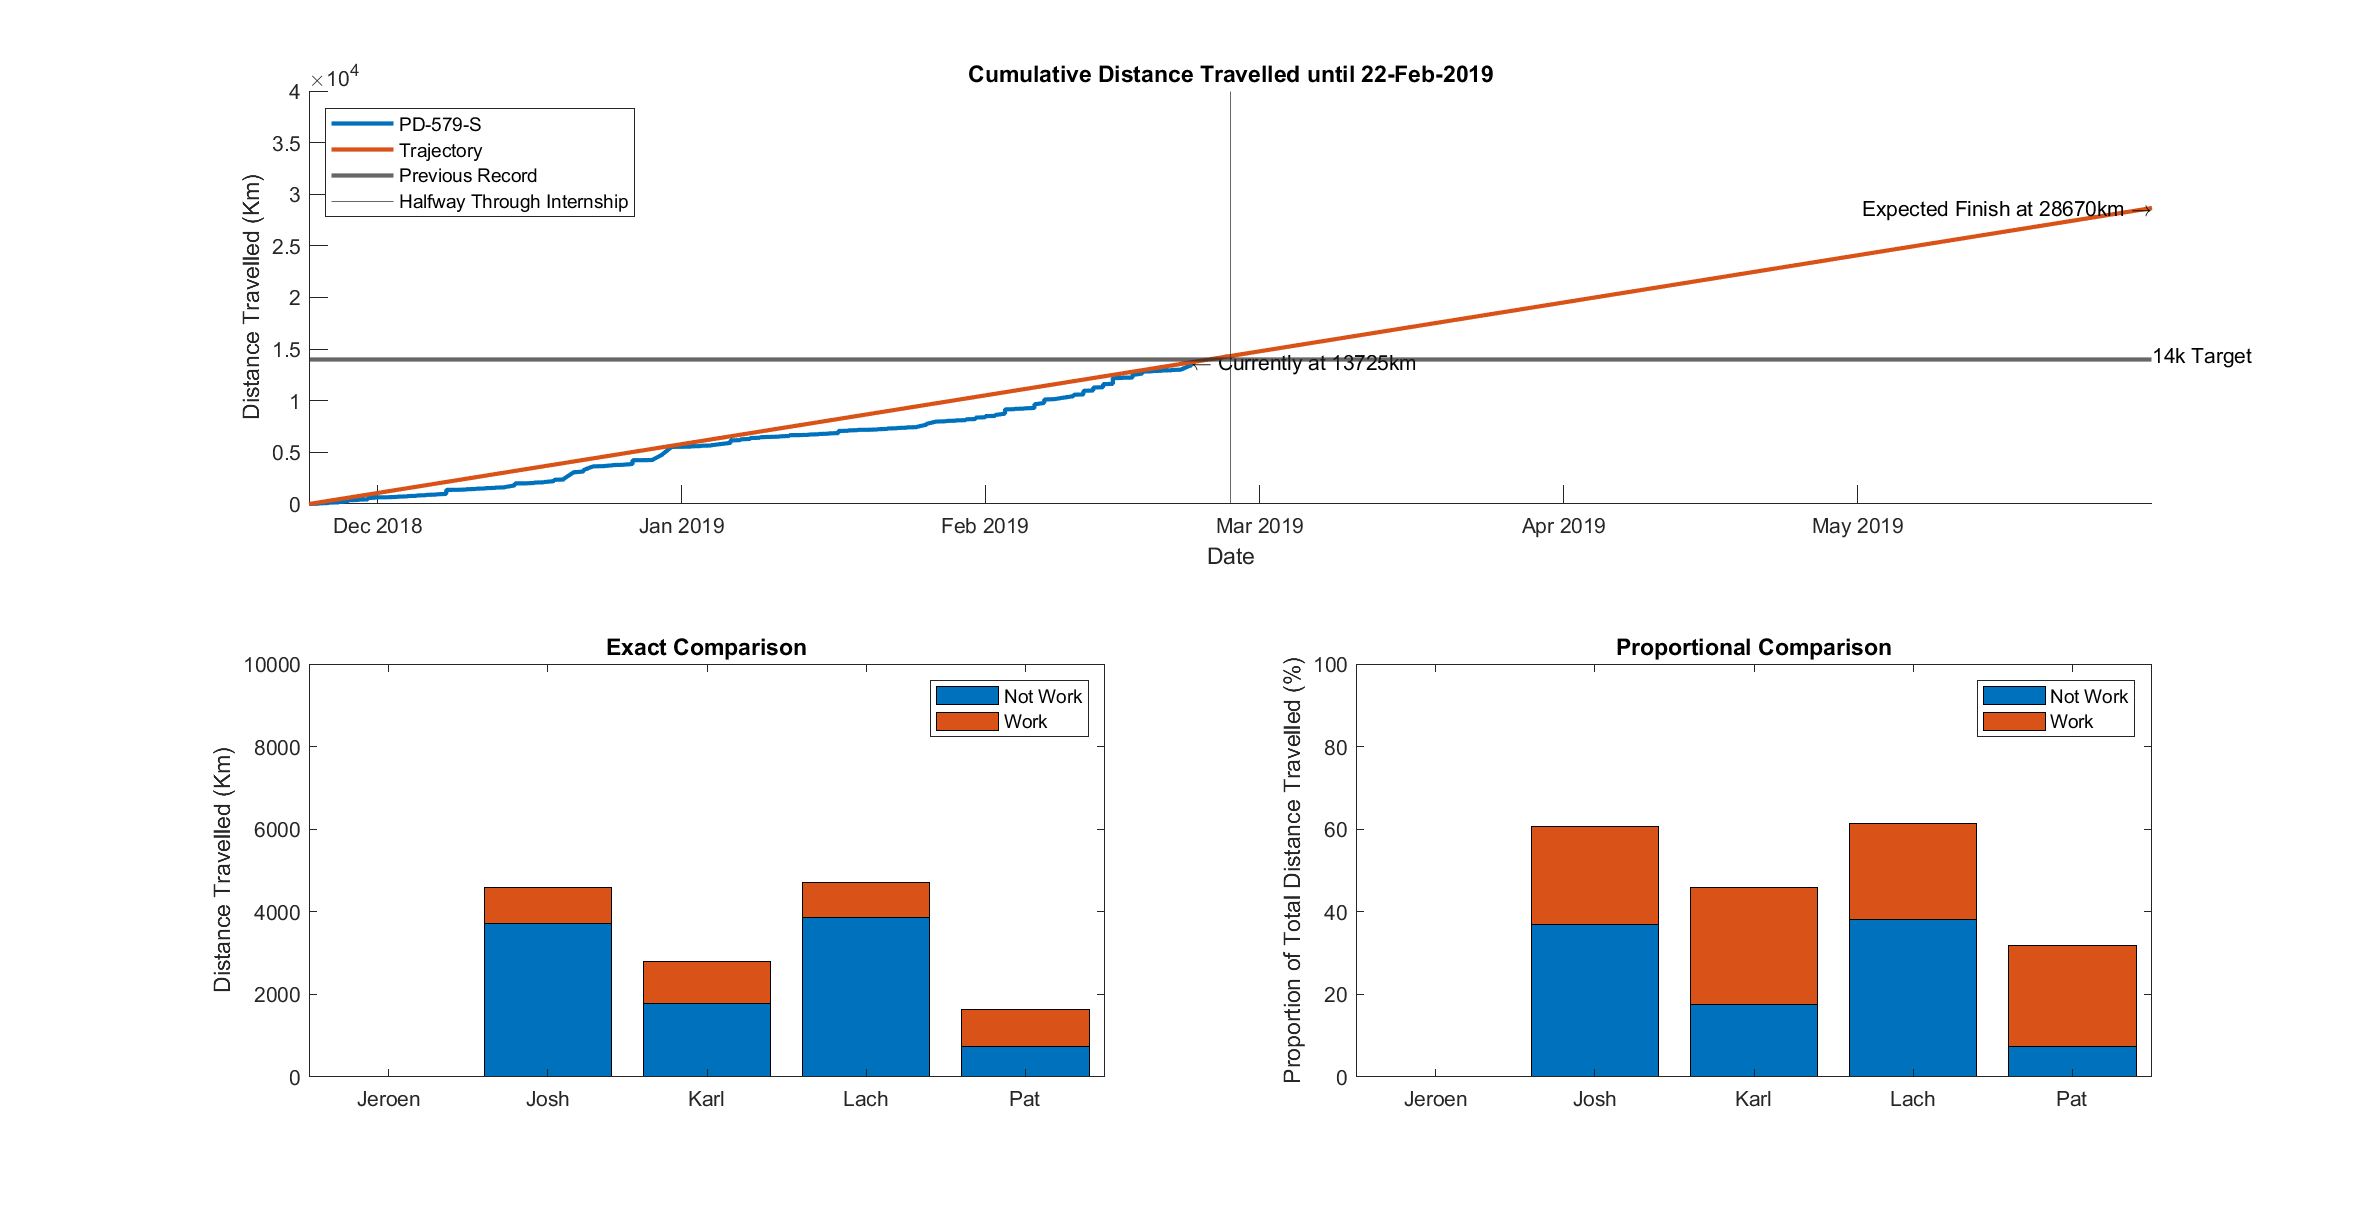 Cumulative Distance Travelled until 22-Feb-2019
×10^4
4
3.5
3
2.5
2
1.5
1
0.5
0
Distance Travelled (Km)
PD-579-S
Trajectory
Previous Record
Halfway Through Internship
Expected Finish at 28670km →
← Currently at 13725km
14k Target
Dec 2018 Jan 2019 Feb 2019 Mar 2019 Apr 2019 May 2019
Date
Exact Comparison
10000
8000
6000
4000
2000
0
Distance Travelled (Km)
Not Work
Work
Jeroen Josh Karl Lach Pat
Proportional Comparison
100
80
60
40
20
0
Proportion of Total Distance Travelled (%)
Not Work
Work
Jeroen Josh Karl Lach Pat